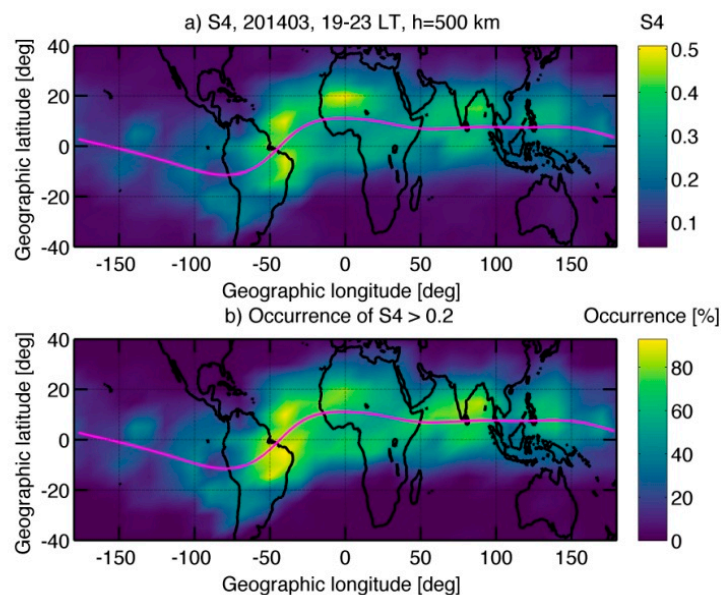 a) S4, 201403, 19-23 LT, h=500 km
S4
Geographic latitude [deg]
40
20
0
-20
-40
0.5
0.4
0.3
0.2
0.1
-150 -100 -50 0 50 100 150
Geographic longitude [deg]
b) Occurrence of S4 > 0.2
Occurrence [%]
Geographic latitude [deg]
40
20
0
-20
-40
80
60
40
20
0
-150 -100 -50 0 50 100 150
Geographic longitude [deg]